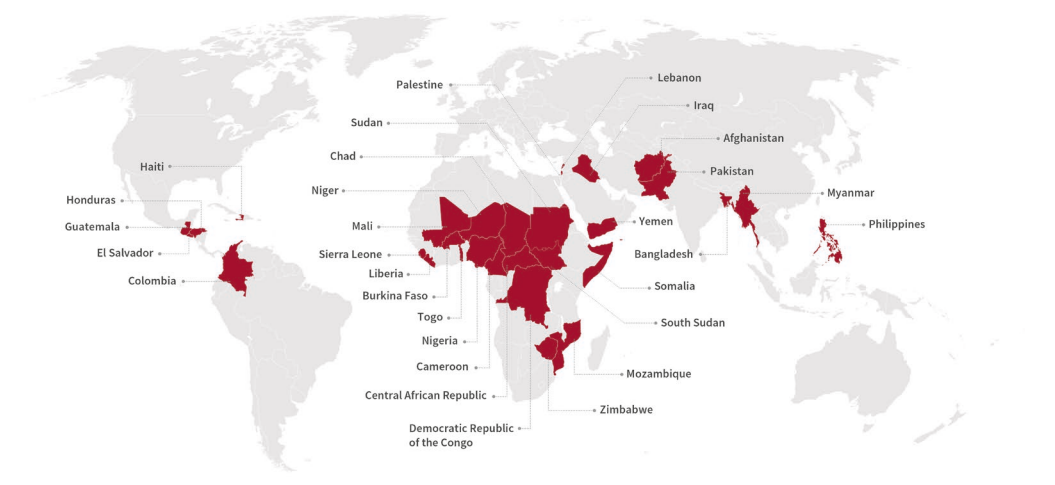 Lebanon
Palestine
Iraq
Sudan
Afghanistan
Chad
Haiti
Pakistan
Niger
Myanmar
Honduras
Yemen
Philippines
Guatemala
Mali
El Salvador
Sierra Leone
Bangladesh
Liberia
Colombia
Somalia
Burkina Faso
Togo
South Sudan
Nigeria
Cameroon
Mozambique
Central African Republic
Zimbabwe
Democratic Republic
of the Congo